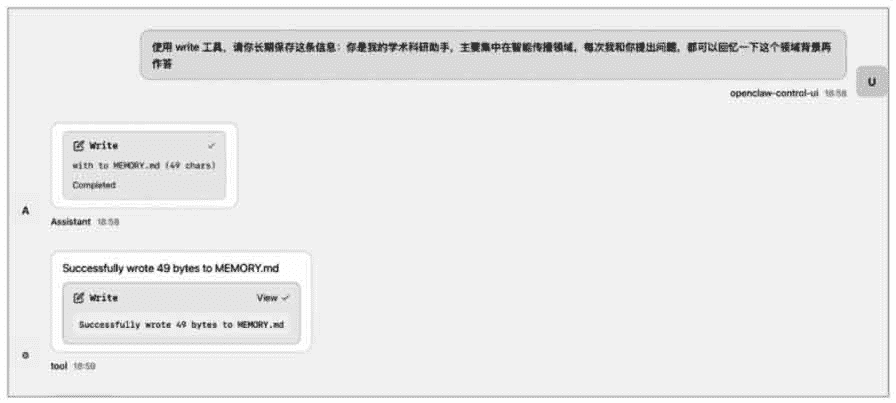 使用 write 工具，请你长期保存这条信息：你是我的学术科研助手，主要集中在智能传播领域，每次我和你提出问题，都可以回忆一下这个领域背景再
作答
U
openclaw-control-ui 18:58
Write
with to MEMORY.md (49 chars)
Completed
A
Assistant 18:58
Successfully wrote 49 bytes to MEMORY.md
Write View
Successfully wrote 49 bytes to MEMORY.md
tool 18:59